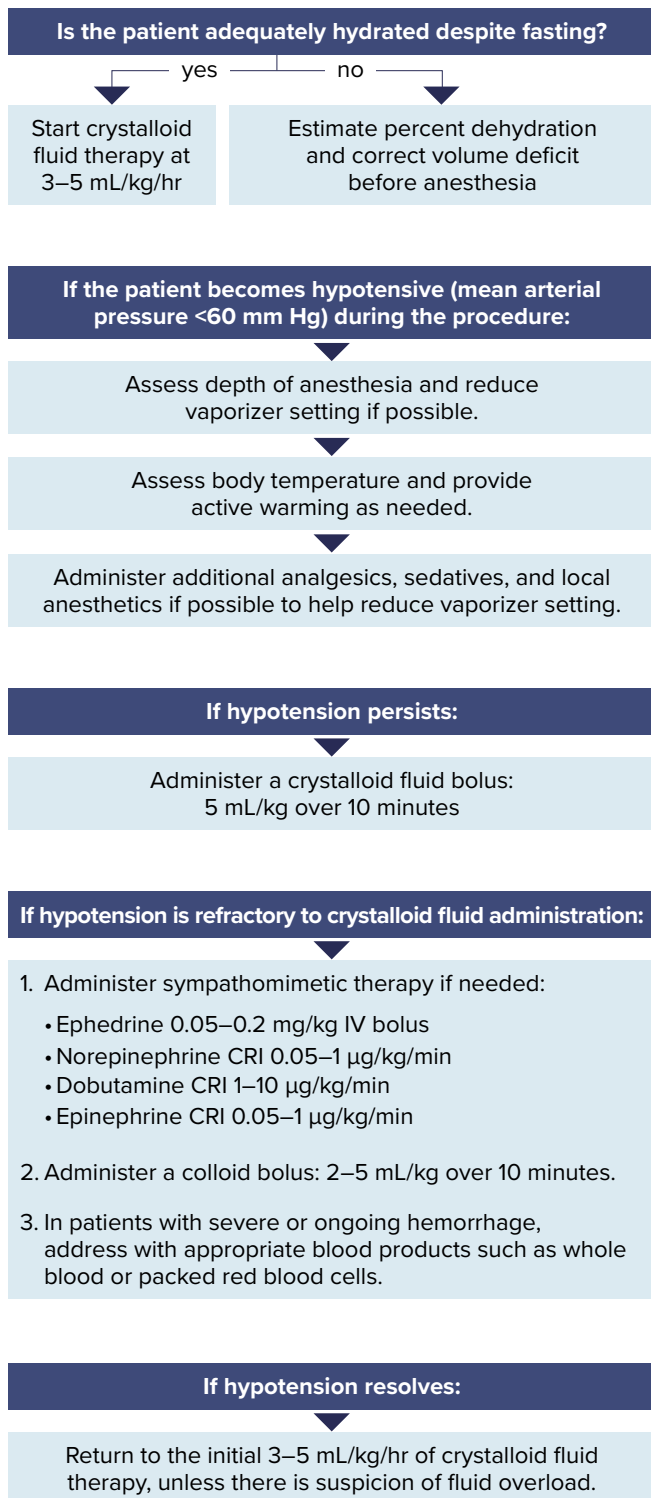 Is the patient adequately hydrated despite fasting?
yes
no
Start crystalloid
fluid therapy at
3–5 mL/kg/hr
Estimate percent dehydration
and correct volume deficit
before anesthesia
If the patient becomes hypotensive (mean arterial
pressure <60 mm Hg) during the procedure:
Assess depth of anesthesia and reduce
vaporizer setting if possible.
Assess body temperature and provide
active warming as needed.
Administer additional analgesics, sedatives, and local
anesthetics if possible to help reduce vaporizer setting.
If hypotension persists:
Administer a crystalloid fluid bolus:
5 mL/kg over 10 minutes
If hypotension is refractory to crystalloid fluid administration:
1. Administer sympathomimetic therapy if needed:
• Ephedrine 0.05–0.2 mg/kg IV bolus
• Norepinephrine CRI 0.05–1 µg/kg/min
• Dobutamine CRI 1–10 µg/kg/min
• Epinephrine CRI 0.05–1 µg/kg/min
2. Administer a colloid bolus: 2–5 mL/kg over 10 minutes.
3. In patients with severe or ongoing hemorrhage,
address with appropriate blood products such as whole
blood or packed red blood cells.
If hypotension resolves:
Return to the initial 3–5 mL/kg/hr of crystalloid fluid
therapy, unless there is suspicion of fluid overload.